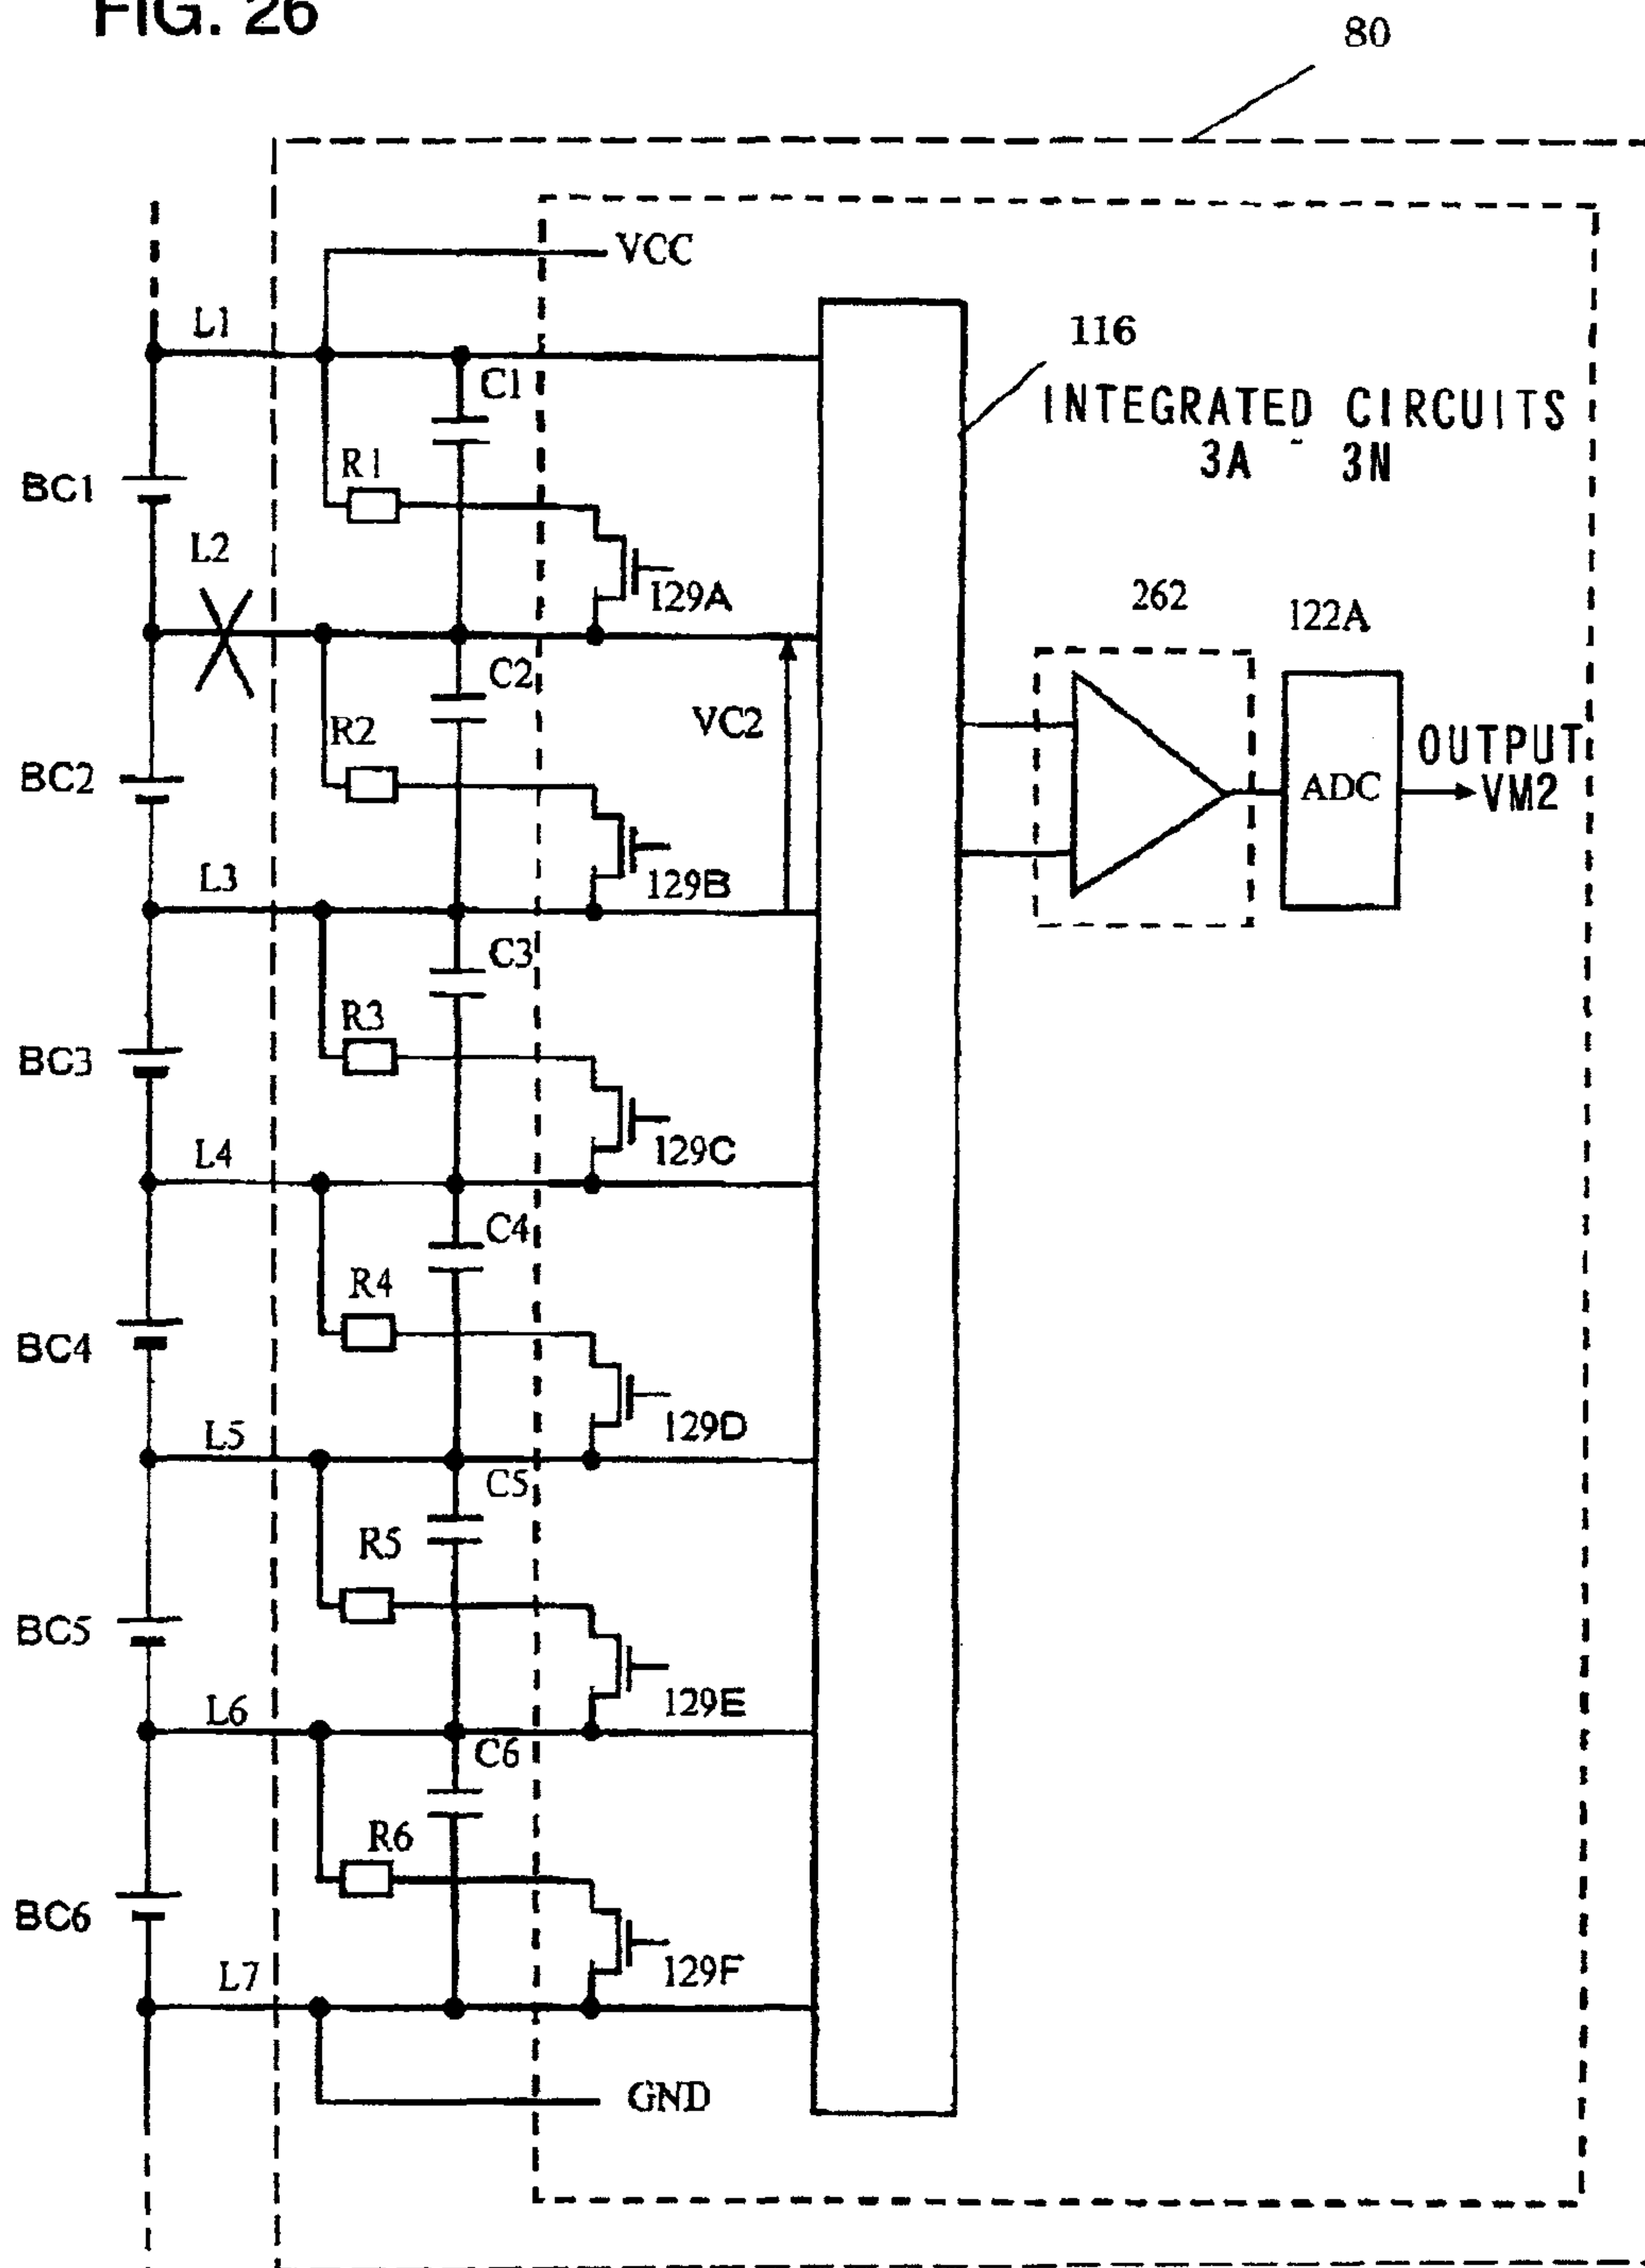 FIG. 26
80
VCC
L1
C1
116
INTEGRATED CIRCUITS
3A ~ 3N
R1
BC1
L2
129A
262
122A
C2
VC2
R2
BC2
ADC
OUTPUT
VM2
129B
L3
C3
R3
BC3
129C
L4
C4
R4
BC4
129D
L5
C5
R5
BC5
129E
L6
C6
R6
BC6
129F
L7
GND